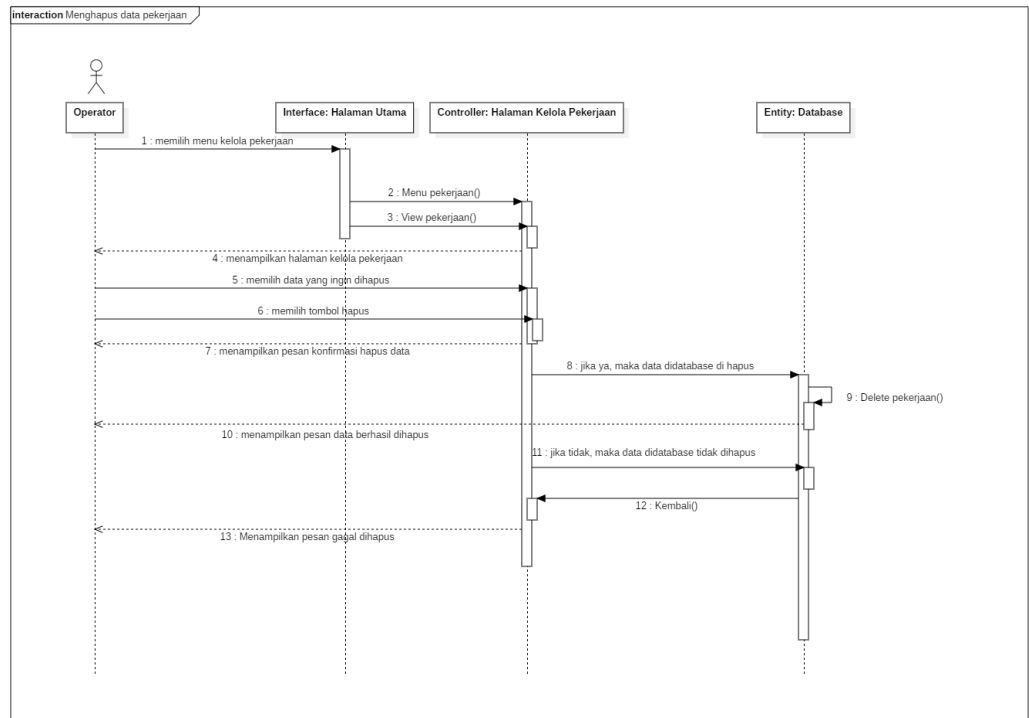 interaction Menghapus data pekerjaan
Operator
Interface: Halaman Utama
Controller: Halaman Kelola Pekerjaan
Entity: Database
1 : memilih menu kelola pekerjaan
2 : Menu pekerjaan()
3 : View pekerjaan()
4 : menampilkan halaman kelola pekerjaan
5 : memilih data yang ingin dihapus
6 : memilih tombol hapus
7 : menampilkan pesan konfirmasi hapus data
8 : jika ya, maka data didatabase di hapus
9 : Delete pekerjaan()
10 : menampilkan pesan data berhasil dihapus
11 : jika tidak, maka data didatabase tidak dihapus
12 : Kembali()
13 : Menampilkan pesan gagal dihapus